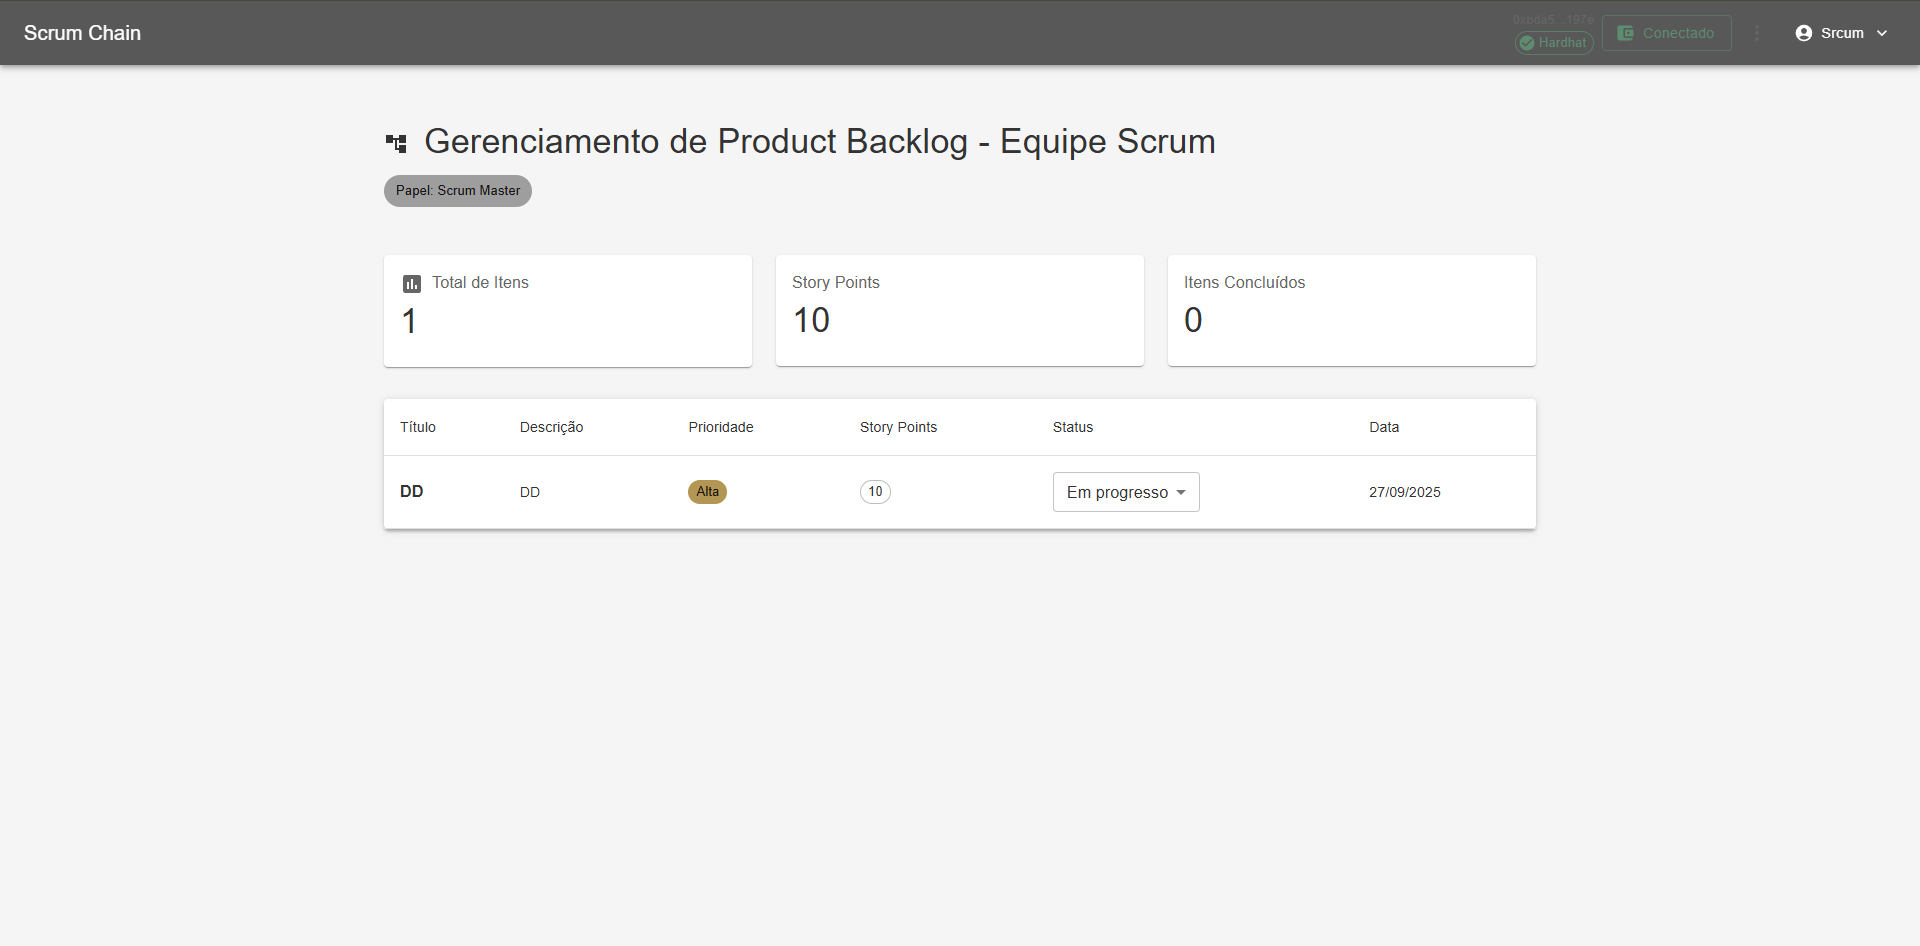 Scrum Chain
0xbda5...197e
Hardhat
Conectado
Srcum
Gerenciamento de Product Backlog - Equipe Scrum
Papel: Scrum Master
Total de Itens
1
Story Points
10
Itens Concluídos
0
Título Descrição Prioridade Story Points Status Data
DD DD Alta 10 Em progresso 27/09/2025